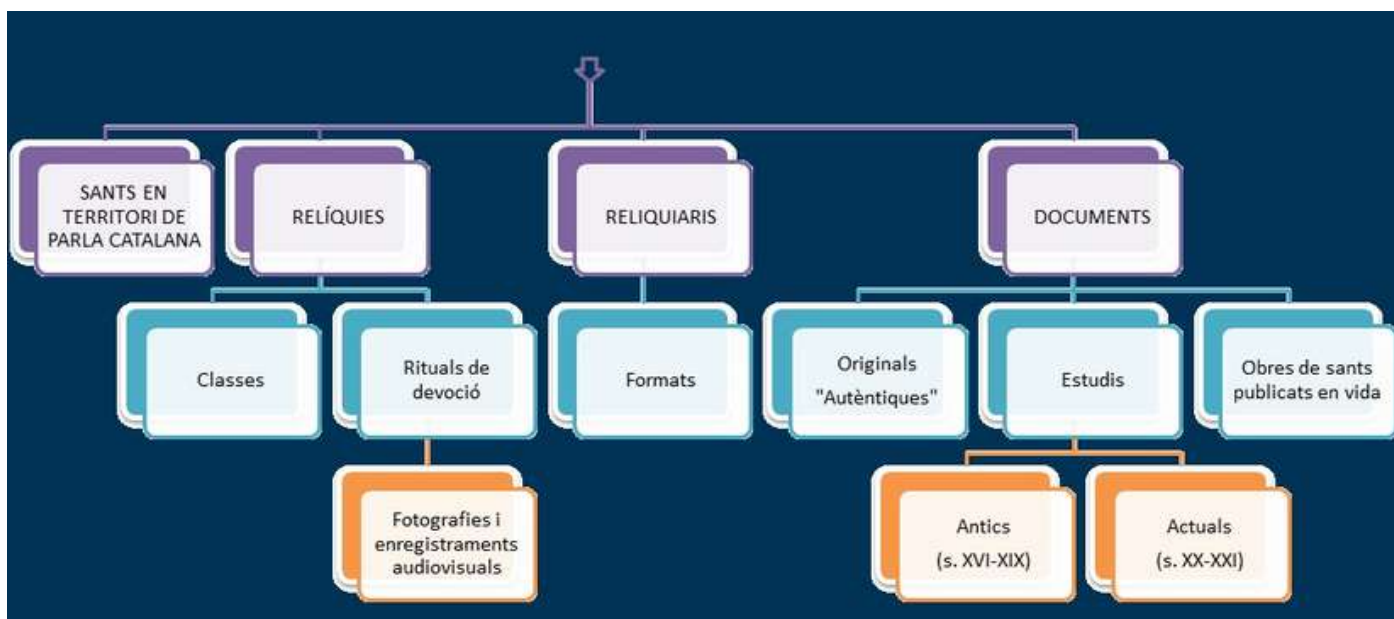 SANTS EN
TERRITORI DE
PARLA CATALANA
RELÍQUIES
RELIQUIARIS
DOCUMENTS
Classes
Rituals de
devoció
Formats
Originals
"Autèntiques"
Estudis
Obres de sants
publicats en vida
Fotografies i
enregistraments
audiovisuals
Antics
(s. XVI-XIX)
Actuals
(s. XX-XXI)